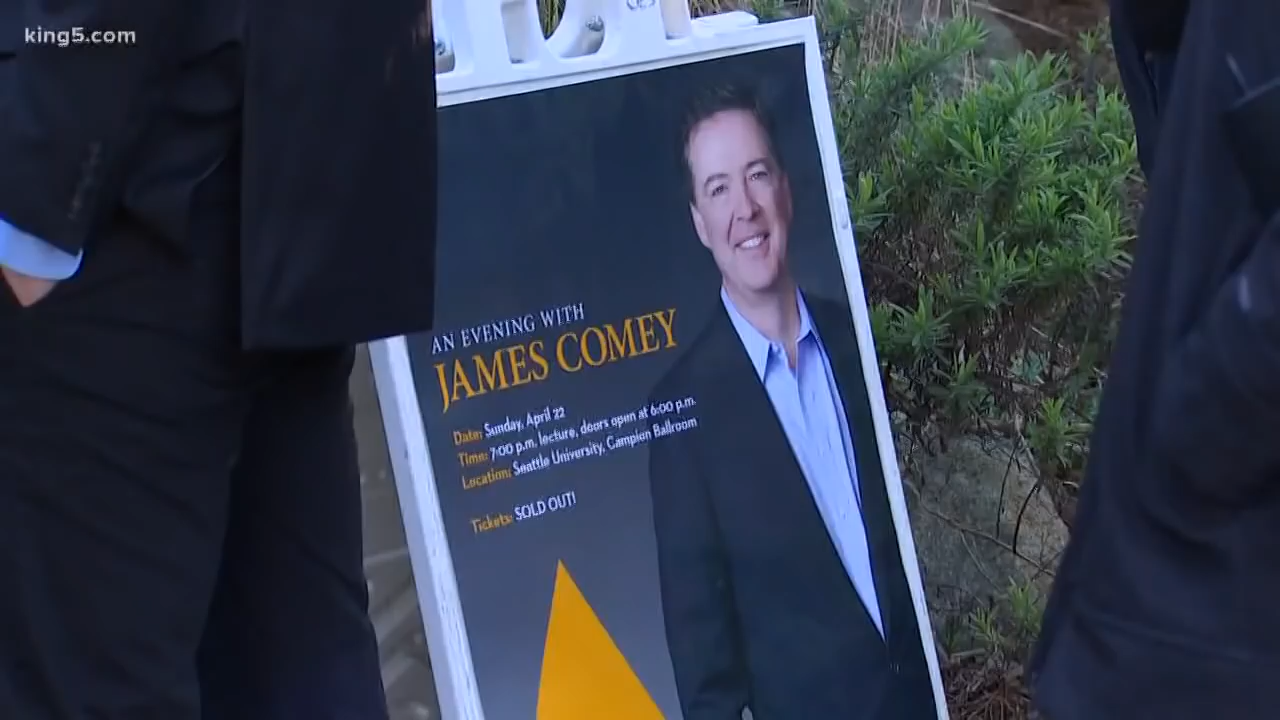 king5.com
AN EVENING WITH
JAMES COMEY
Date: Sunday, April 22
Time: 7:00 p.m. lecture, doors open at 6:00 p.m.
Location: Seattle University, Campion Ballroom
Tickets: SOLD OUT!